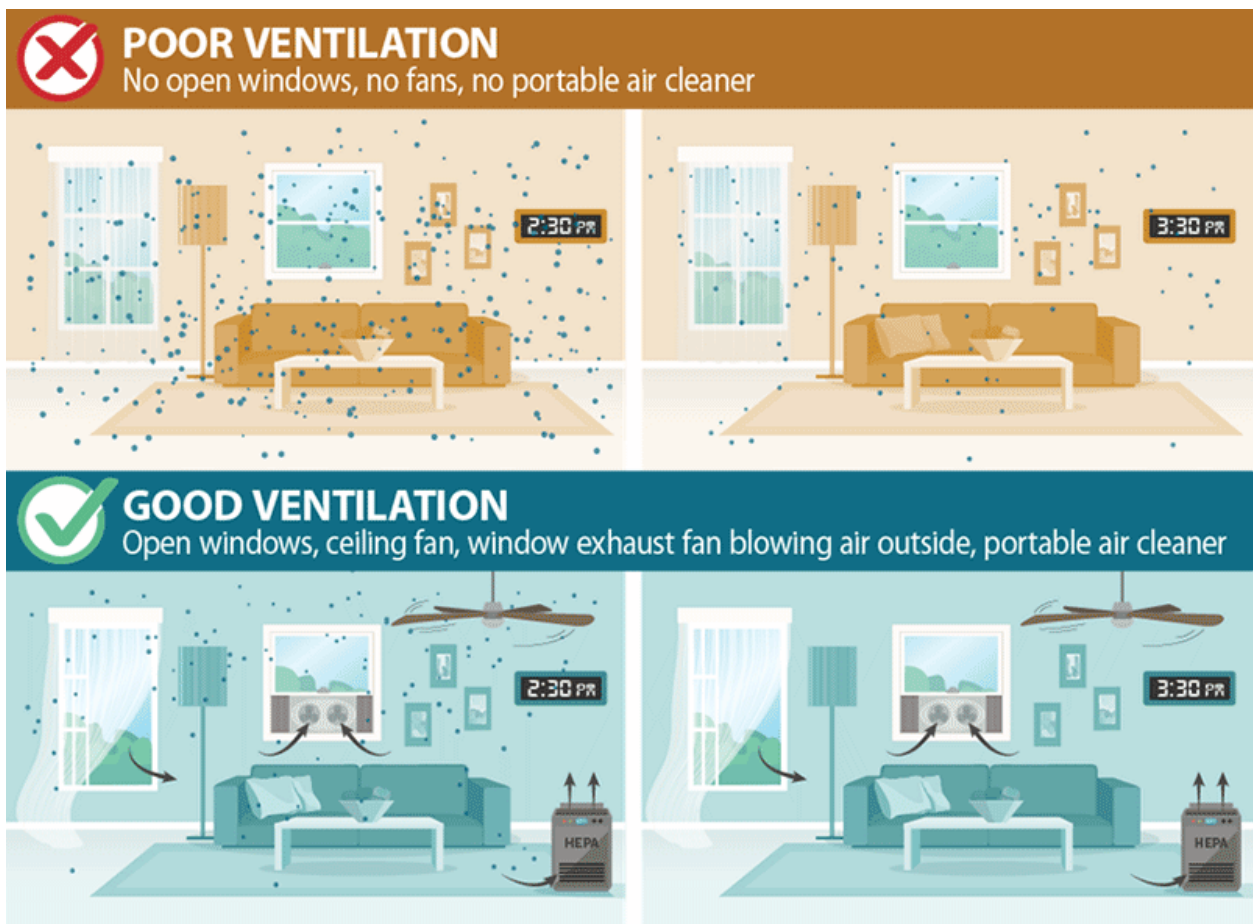 POOR VENTILATION
No open windows, no fans, no portable air cleaner
2:30 PM
3:30 PM
GOOD VENTILATION
Open windows, ceiling fan, window exhaust fan blowing air outside, portable air cleaner
2:30 PM
3:30 PM
HEPA
HEPA